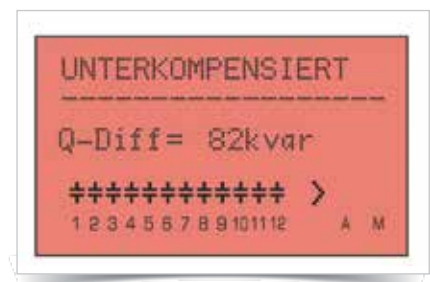 UNTERKOMPENSIERT
Q-Diff= 82kvar
1 2 3 4 5 6 7 8 9 10 11 12 A M